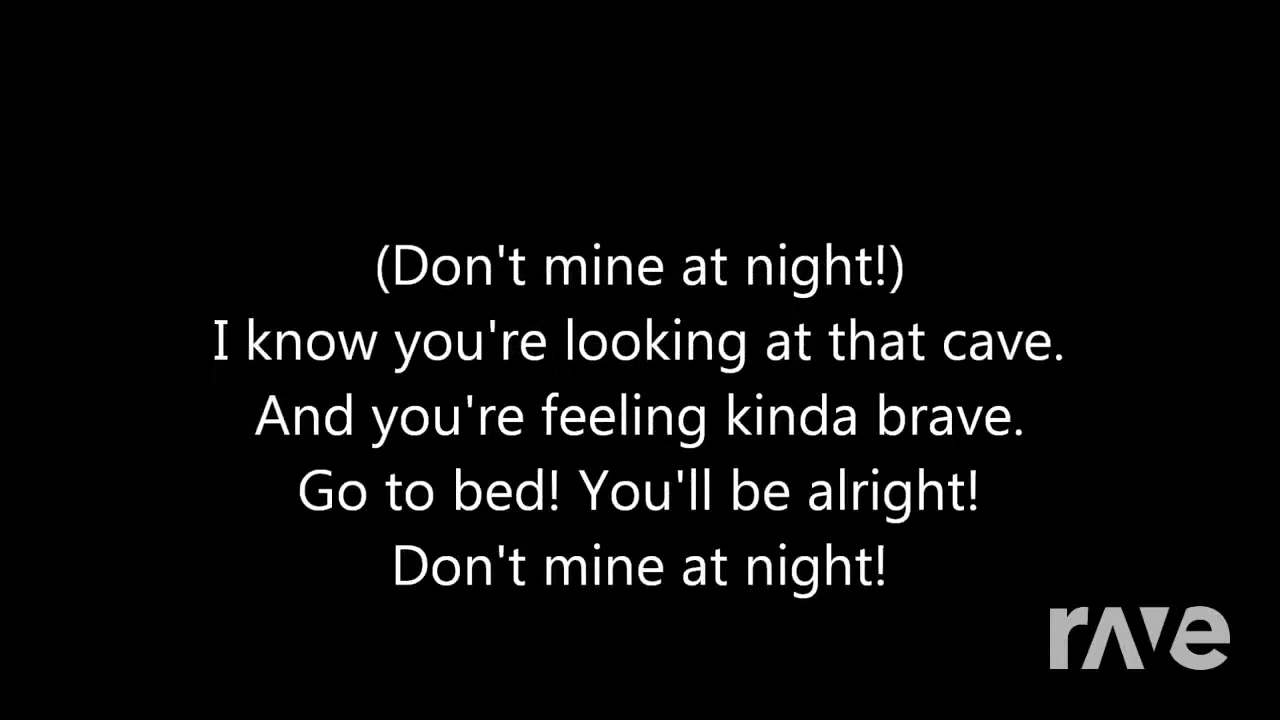 (Don't mine at night!)
I know you're looking at that cave.
And you're feeling kinda brave.
Go to bed! You'll be alright!
Don't mine at night!
rave